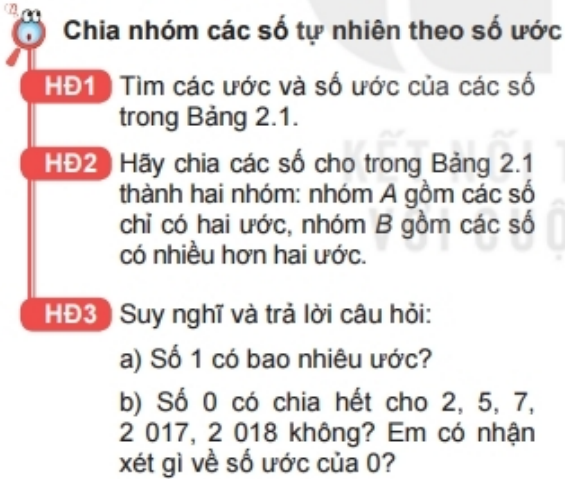 Chia nhóm các số tự nhiên theo số ước
HĐ1 Tìm các ước và số ước của các số
trong Bảng 2.1.
HĐ2 Hãy chia các số cho trong Bảng 2.1
thành hai nhóm: nhóm A gồm các số
chỉ có hai ước, nhóm B gồm các số
có nhiều hơn hai ước.
HĐ3 Suy nghĩ và trả lời câu hỏi:
a) Số 1 có bao nhiêu ước?
b) Số 0 có chia hết cho 2, 5, 7,
2 017, 2 018 không? Em có nhận
xét gì về số ước của 0?